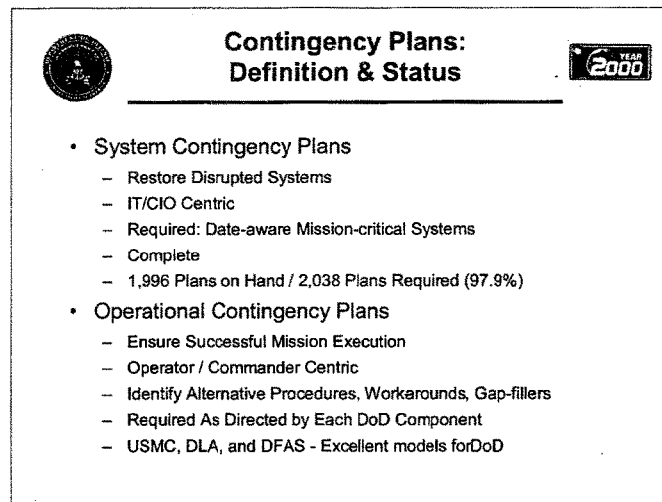 Contingency Plans:
Definition & Status
YEAR
2000
• System Contingency Plans
– Restore Disrupted Systems
– IT/CIO Centric
– Required: Date-aware Mission-critical Systems
– Complete
– 1,996 Plans on Hand / 2,038 Plans Required (97.9%)
• Operational Contingency Plans
– Ensure Successful Mission Execution
– Operator / Commander Centric
– Identify Alternative Procedures, Workarounds, Gap-fillers
– Required As Directed by Each DoD Component
– USMC, DLA, and DFAS - Excellent models forDoD